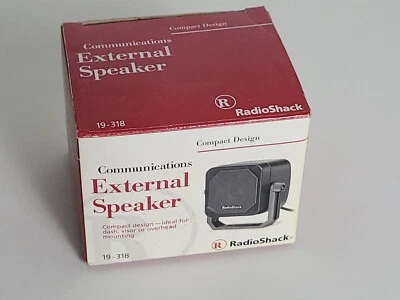 Compact Design
Communications
External
Speaker
19-318
R
RadioShack
Compact Design
Communications
External
Speaker
Compact design—ideal for
dash, visor or overhead
mounting
19-318
RadioShack
R RadioShack®